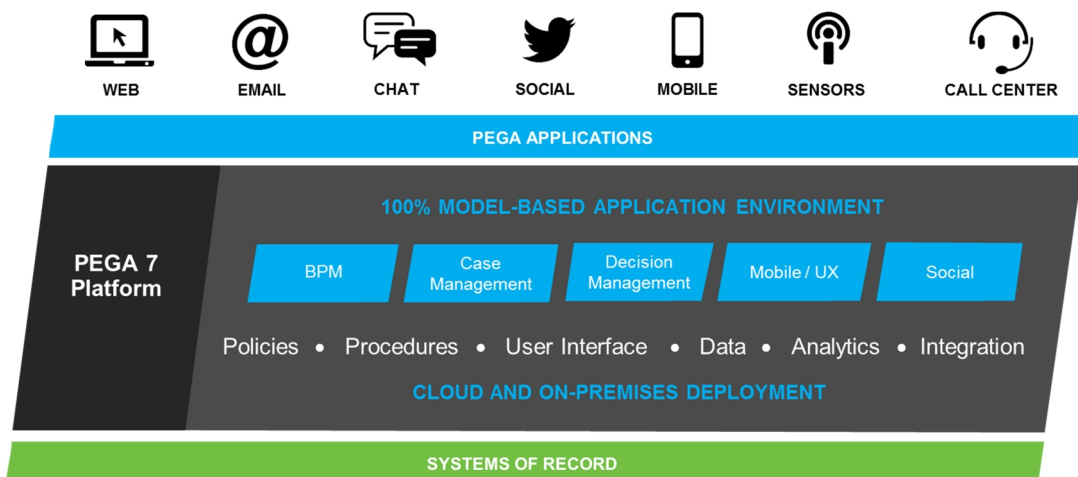 @
WEB
EMAIL
CHAT
SOCIAL
MOBILE
SENSORS
CALL CENTER
PEGA APPLICATIONS
PEGA 7
Platform
100% MODEL-BASED APPLICATION ENVIRONMENT
BPM
Case
Management
Decision
Management
Mobile / UX
Social
Policies • Procedures • User Interface • Data • Analytics • Integration
CLOUD AND ON-PREMISES DEPLOYMENT
SYSTEMS OF RECORD